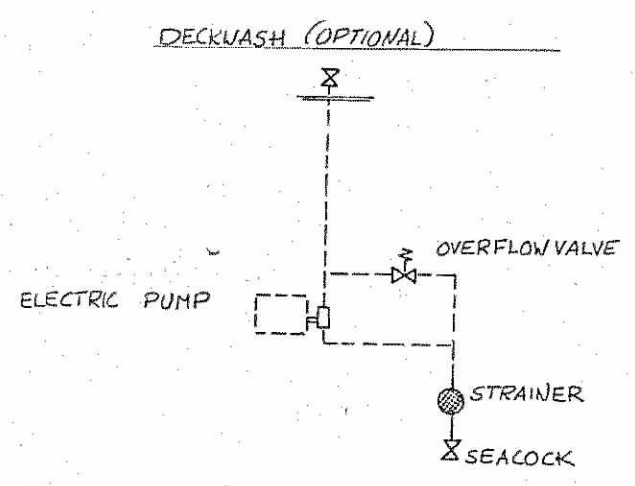 DECKWASH (OPTIONAL)
OVERFLOW VALVE
ELECTRIC PUMP
STRAINER
SEACOCK